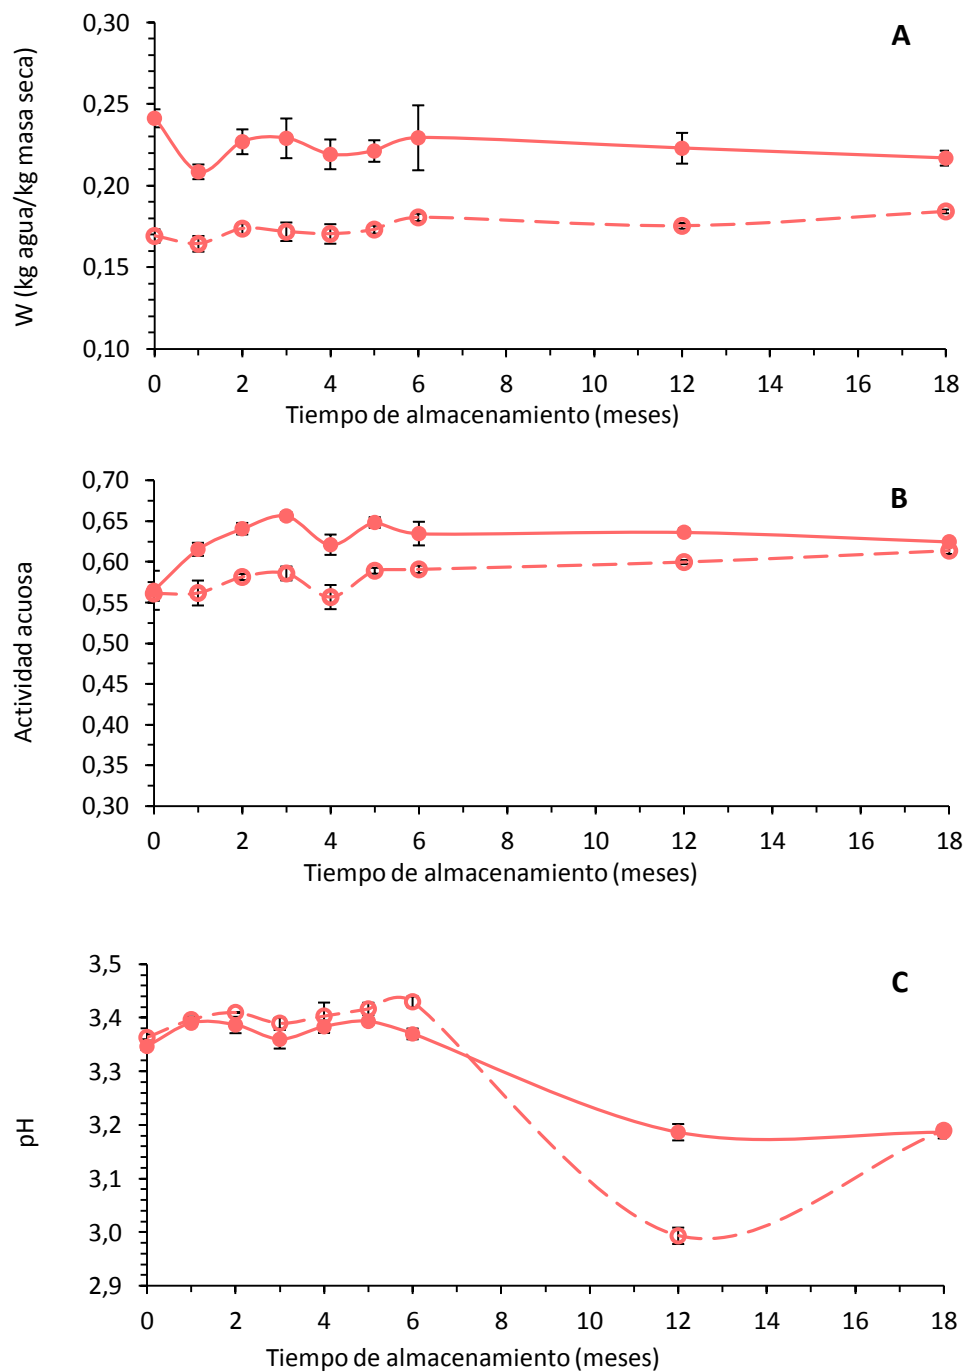 A
W (kg agua/kg masa seca)
0,30
0,25
0,20
0,15
0,10
0 2 4 6 8 10 12 14 16 18
Tiempo de almacenamiento (meses)
B
Actividad acuosa
0,70
0,65
0,60
0,55
0,50
0,45
0,40
0,35
0,30
0 2 4 6 8 10 12 14 16 18
Tiempo de almacenamiento (meses)
C
pH
3,5
3,4
3,3
3,2
3,1
3,0
2,9
0 2 4 6 8 10 12 14 16 18
Tiempo de almacenamiento (meses)